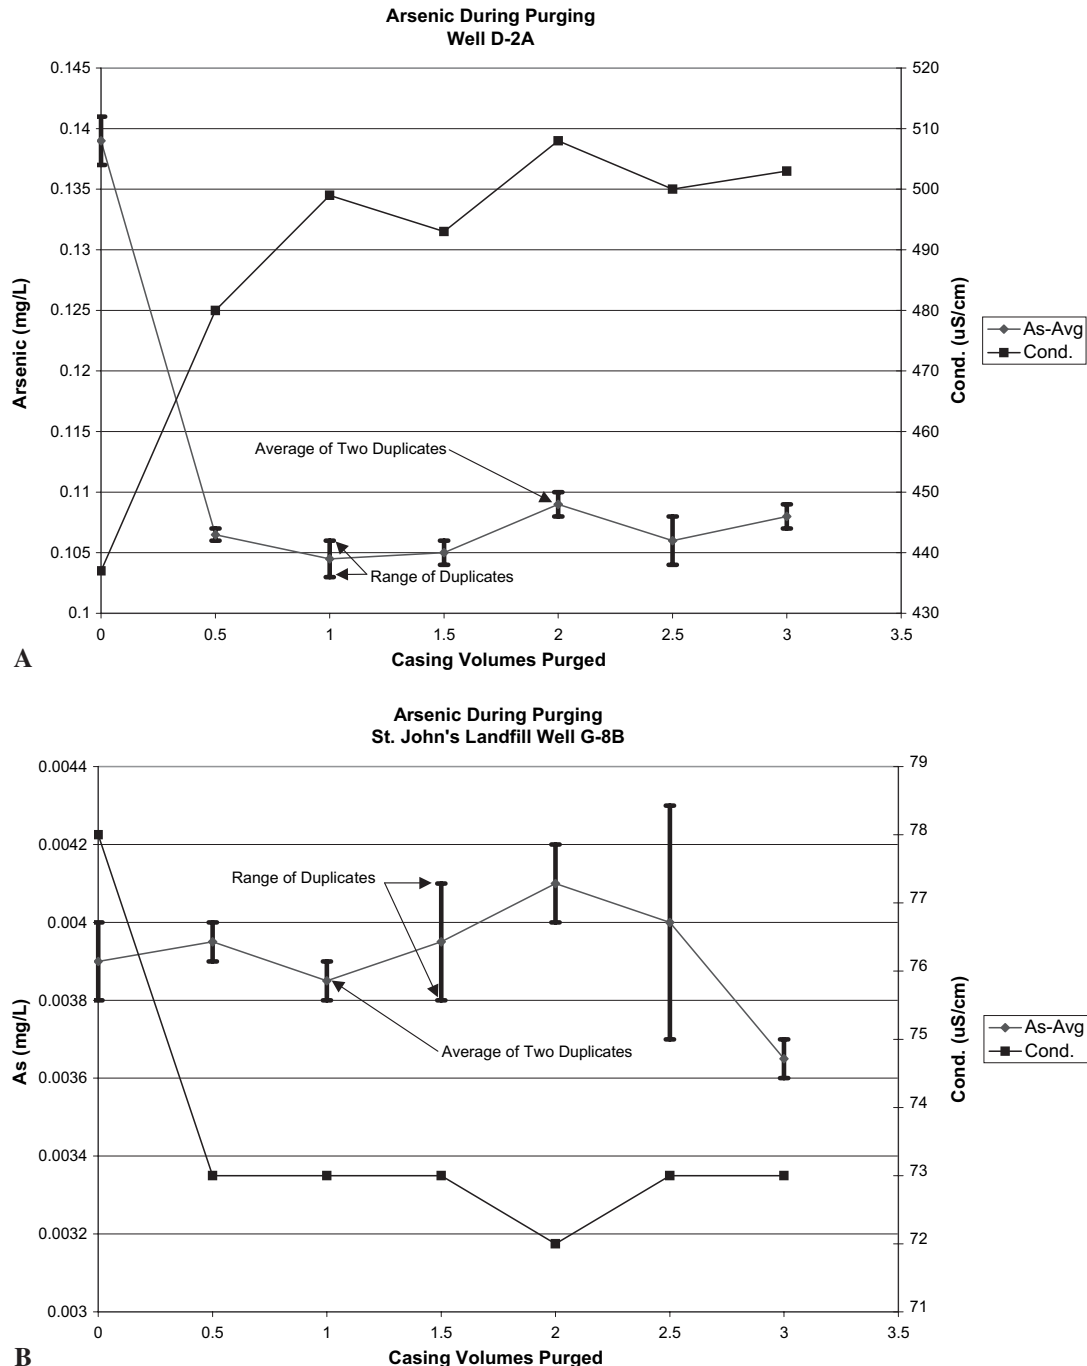 Arsenic During Purging
Well D-2A
0.145
0.14
0.135
0.13
0.125
0.12
0.115
0.11
0.105
0.1
Arsenic (mg/L)
520
510
500
490
480
470
460
450
440
430
Cond. (uS/cm)
Average of Two Duplicates
Range of Duplicates
As-Avg
Cond.
0 0.5 1 1.5 2 2.5 3 3.5
Casing Volumes Purged
A
Arsenic During Purging
St. John's Landfill Well G-8B
0.0044
0.0042
0.004
0.0038
0.0036
0.0034
0.0032
0.003
As (mg/L)
79
78
77
76
75
74
73
72
71
Cond. (uS/cm)
Range of Duplicates
Average of Two Duplicates
As-Avg
Cond.
0 0.5 1 1.5 2 2.5 3 3.5
Casing Volumes Purged
B